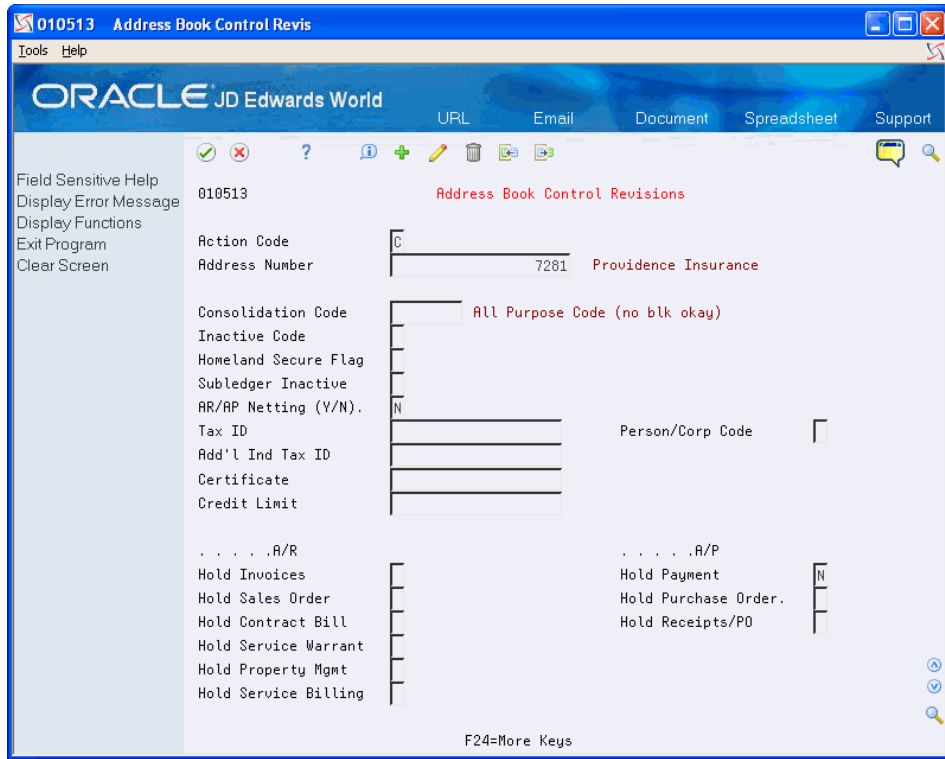 010513 Address Book Control Revis
Tools Help
ORACLE JD Edwards World
URL Email Document Spreadsheet Support
Field Sensitive Help
Display Error Message
Display Functions
Exit Program
Clear Screen
010513 Address Book Control Revisions
Action Code C
Address Number 7281 Providence Insurance
Consolidation Code All Purpose Code (no blk okay)
Inactive Code
Homeland Secure Flag
Subledger Inactive
AR/AP Netting (Y/N). N
Tax ID Person/Corp Code
Add'l Ind Tax ID
Certificate
Credit Limit
. . . . .A/R . . . . .A/P
Hold Invoices Hold Payment N
Hold Sales Order Hold Purchase Order.
Hold Contract Bill Hold Receipts/PO
Hold Service Warrant
Hold Property Mgmt
Hold Service Billing
F24=More Keys